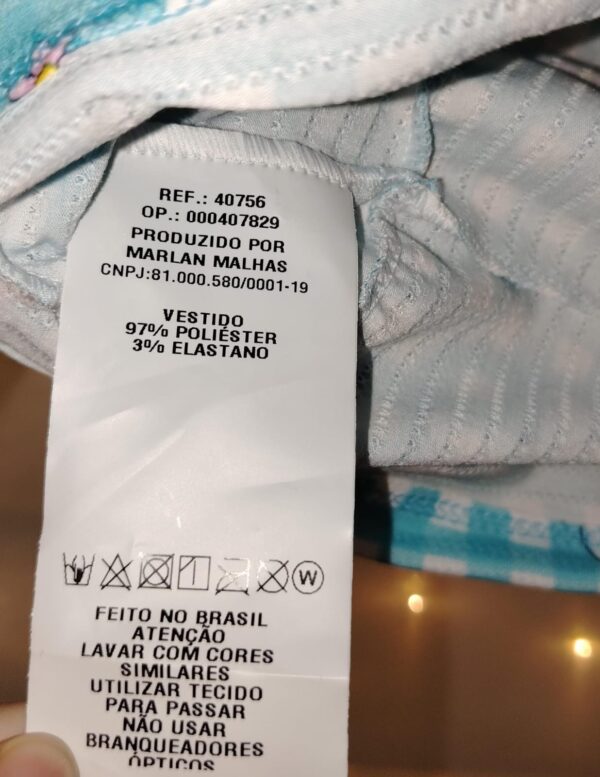 REF.: 40756
OP.: 000407829
PRODUZIDO POR
MARLAN MALHAS
CNPJ:81.000.580/0001-19
VESTIDO
97% POLIÉSTER
3% ELASTANO
W
FEITO NO BRASIL
ATENÇÃO
LAVAR COM CORES
SIMILARES
UTILIZAR TECIDO
PARA PASSAR
NÃO USAR
BRANQUEADORES
ÓPTICOS